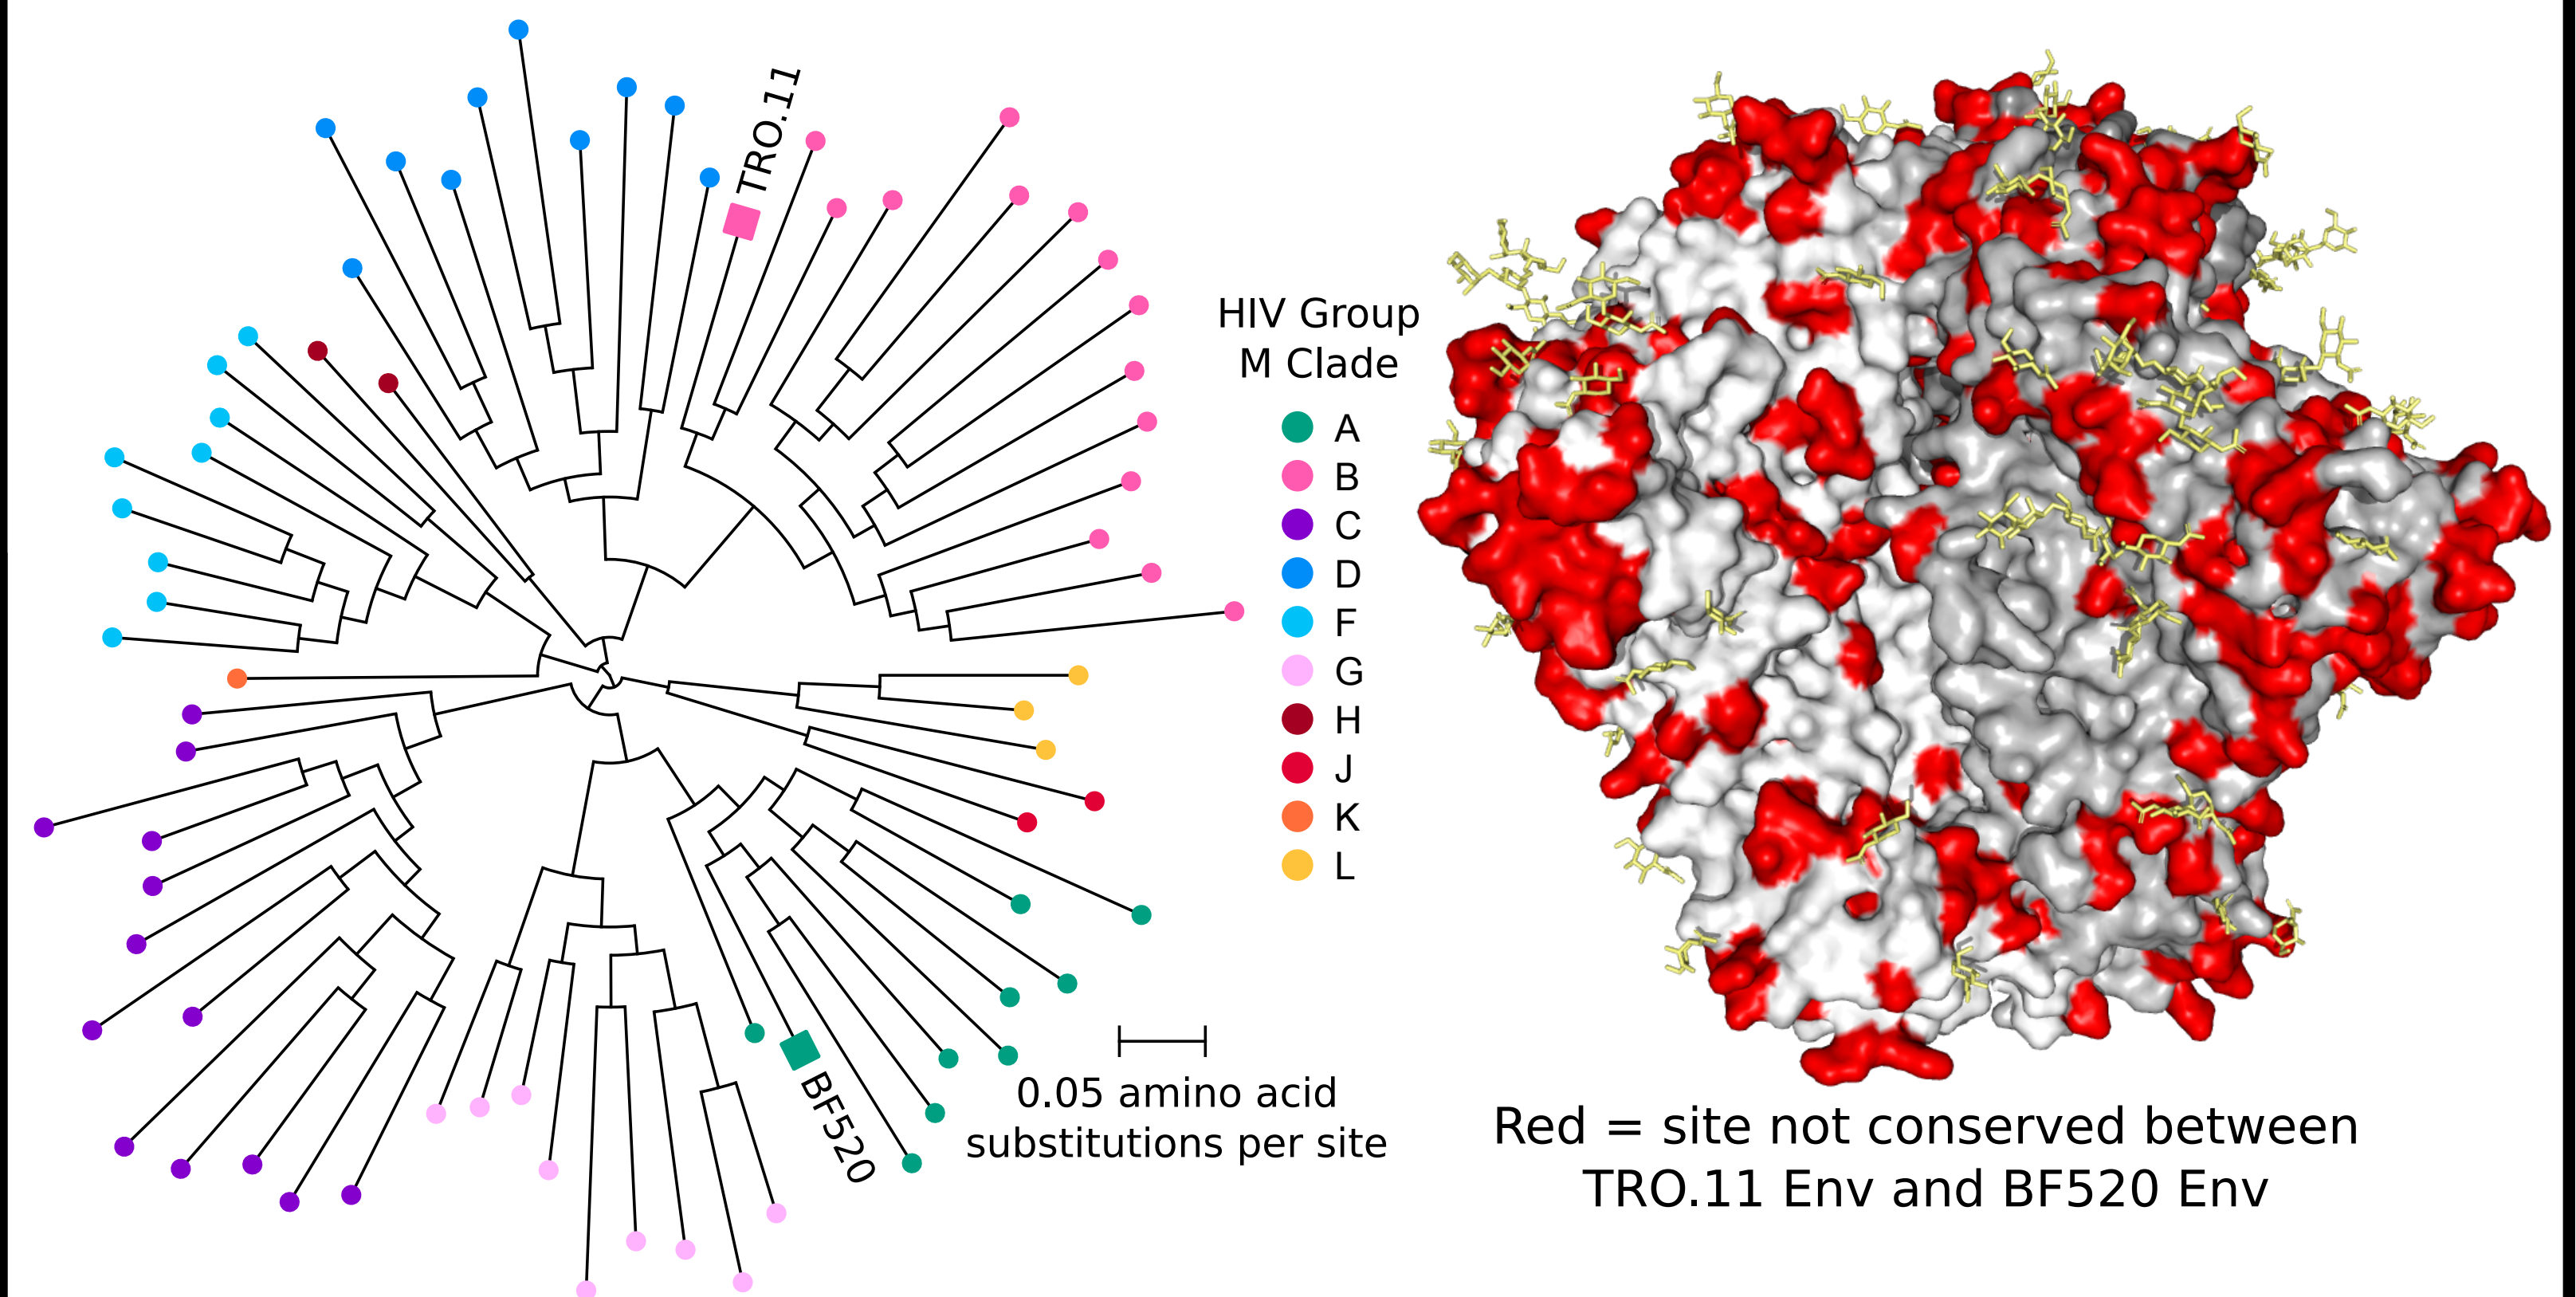 TRO.11
BF520
HIV Group
M Clade
A
B
C
D
F
G
H
J
K
L
0.05 amino acid
substitutions per site
Red = site not conserved between
TRO.11 Env and BF520 Env